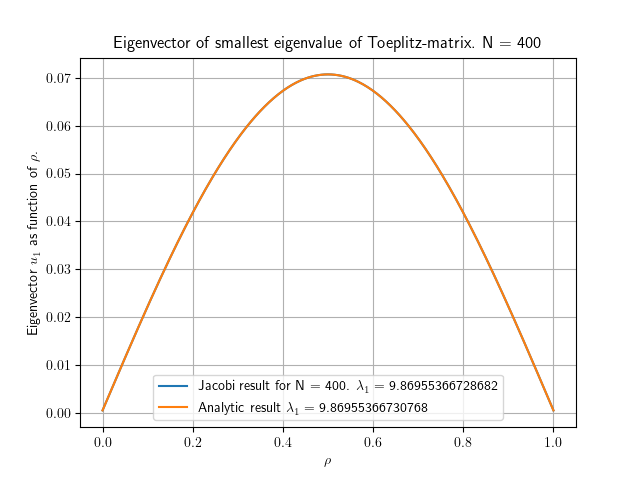 Eigenvector of smallest eigenvalue of Toeplitz-matrix. N = 400
Eigenvector u₁ as function of ρ.
0.07
0.06
0.05
0.04
0.03
0.02
0.01
0.00
Jacobi result for N = 400. λ₁ = 9.86955366728682
Analytic result λ₁ = 9.86955366730768
0.0 0.2 0.4 0.6 0.8 1.0
ρ